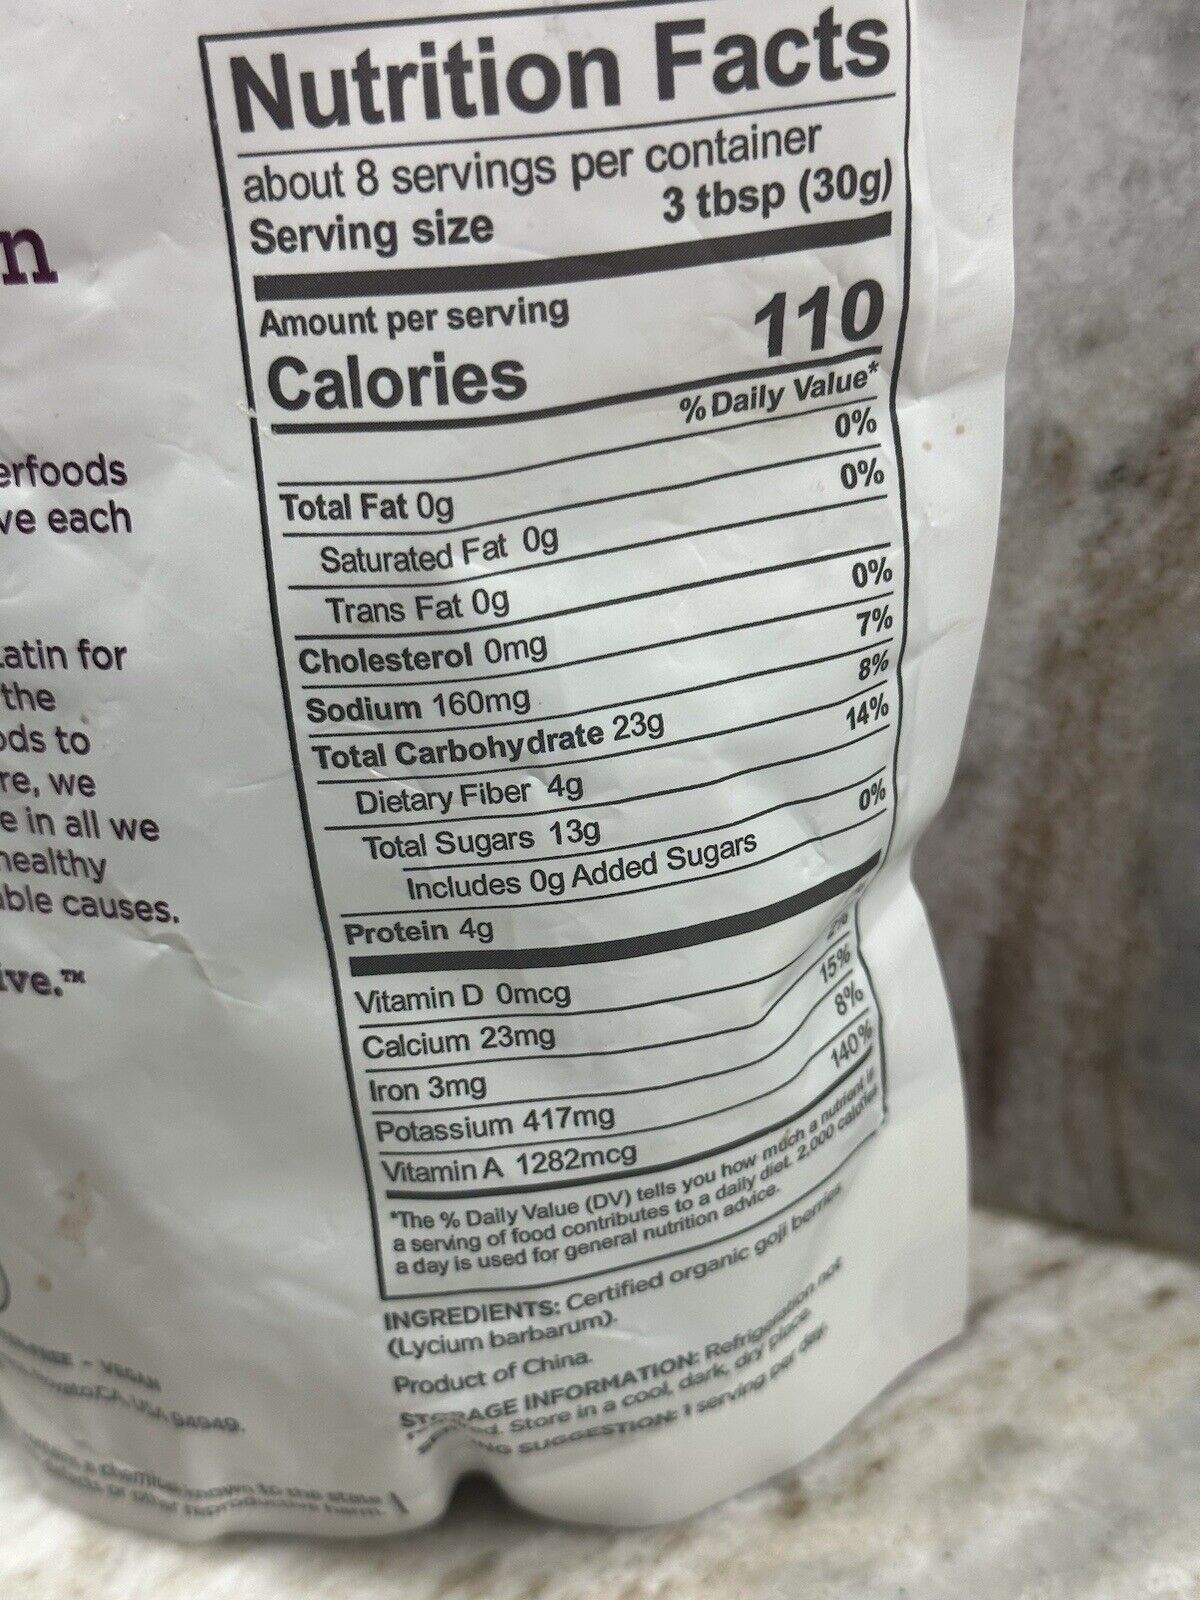 n
erfoods
ve each
Latin for
the
ods to
re, we
e in all we
healthy
able causes.
ive.™
VEGAN
CA, USA 94949.
Nutrition Facts
about 8 servings per container
Serving size 3 tbsp (30g)
Amount per serving
Calories 110
% Daily Value*
Total Fat 0g 0%
Saturated Fat 0g 0%
Trans Fat 0g
Cholesterol 0mg 0%
Sodium 160mg 7%
Total Carbohydrate 23g 8%
Dietary Fiber 4g 14%
Total Sugars 13g
Includes 0g Added Sugars 0%
Protein 4g
Vitamin D 0mcg
Calcium 23mg 2%
Iron 3mg 15%
Potassium 417mg 8%
Vitamin A 1282mcg 140%
*The % Daily Value (DV) tells you how much a nutrient in
a serving of food contributes to a daily diet. 2,000 calories
a day is used for general nutrition advice.
INGREDIENTS: Certified organic goji berries
(Lycium barbarum).
Product of China.
STORAGE INFORMATION: Refrigeration not
Store in a cool, dark, dry place.
SUGGESTION: 1 serving per day.